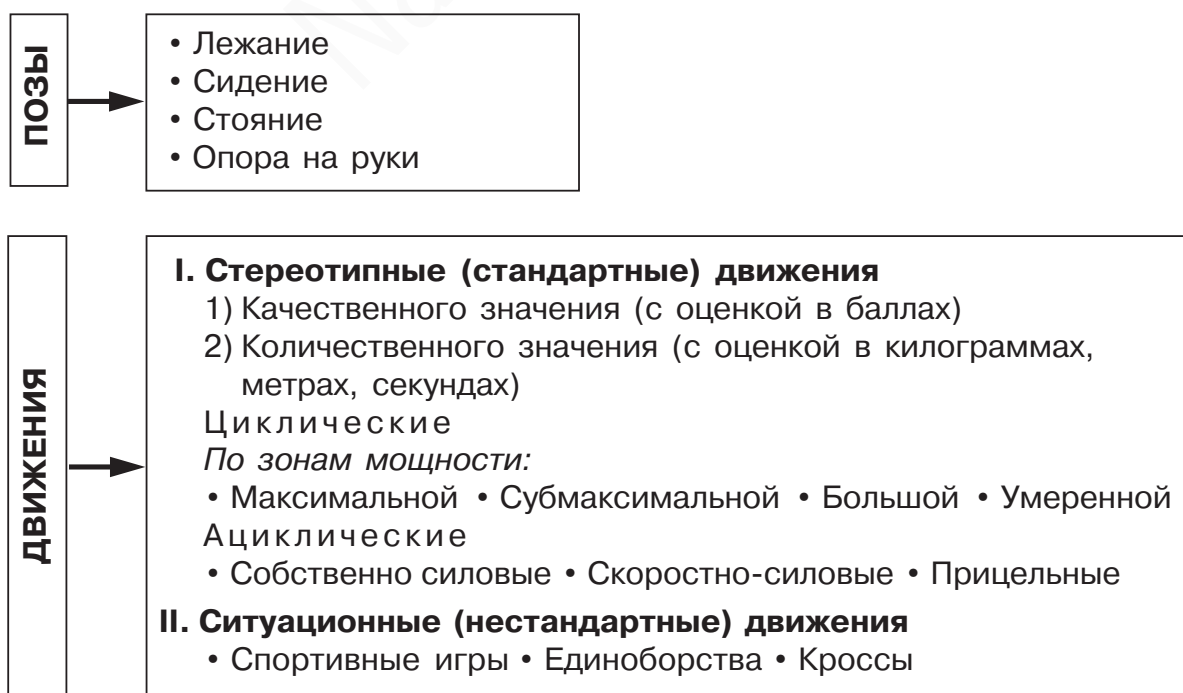 ПОЗЫ
• Лежание
• Сидение
• Стояние
• Опора на руки
ДВИЖЕНИЯ
I. Стереотипные (стандартные) движения
1) Качественного значения (с оценкой в баллах)
2) Количественного значения (с оценкой в килограммах,
метрах, секундах)
Циклические
По зонам мощности:
• Максимальной • Субмаксимальной • Большой • Умеренной
Ациклические
• Собственно силовые • Скоростно-силовые • Прицельные
II. Ситуационные (нестандартные) движения
• Спортивные игры • Единоборства • Кроссы